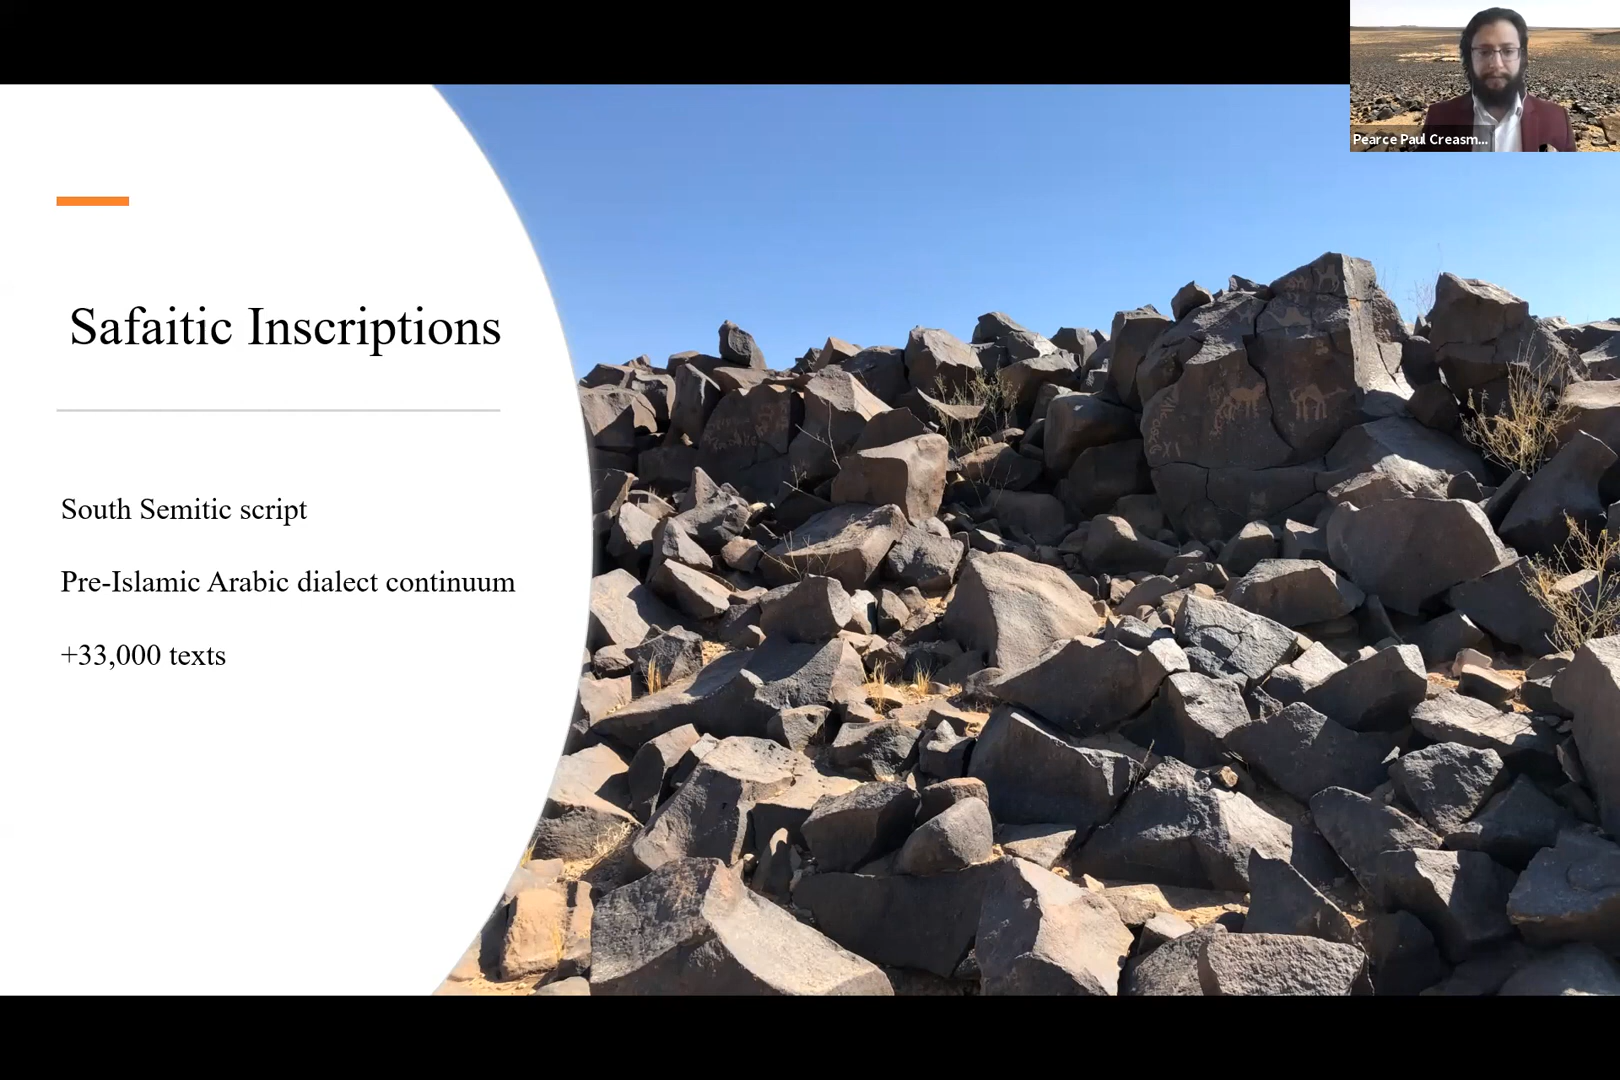 Pearce Paul Creasm...
Safaitic Inscriptions
South Semitic script
Pre-Islamic Arabic dialect continuum
+33,000 texts